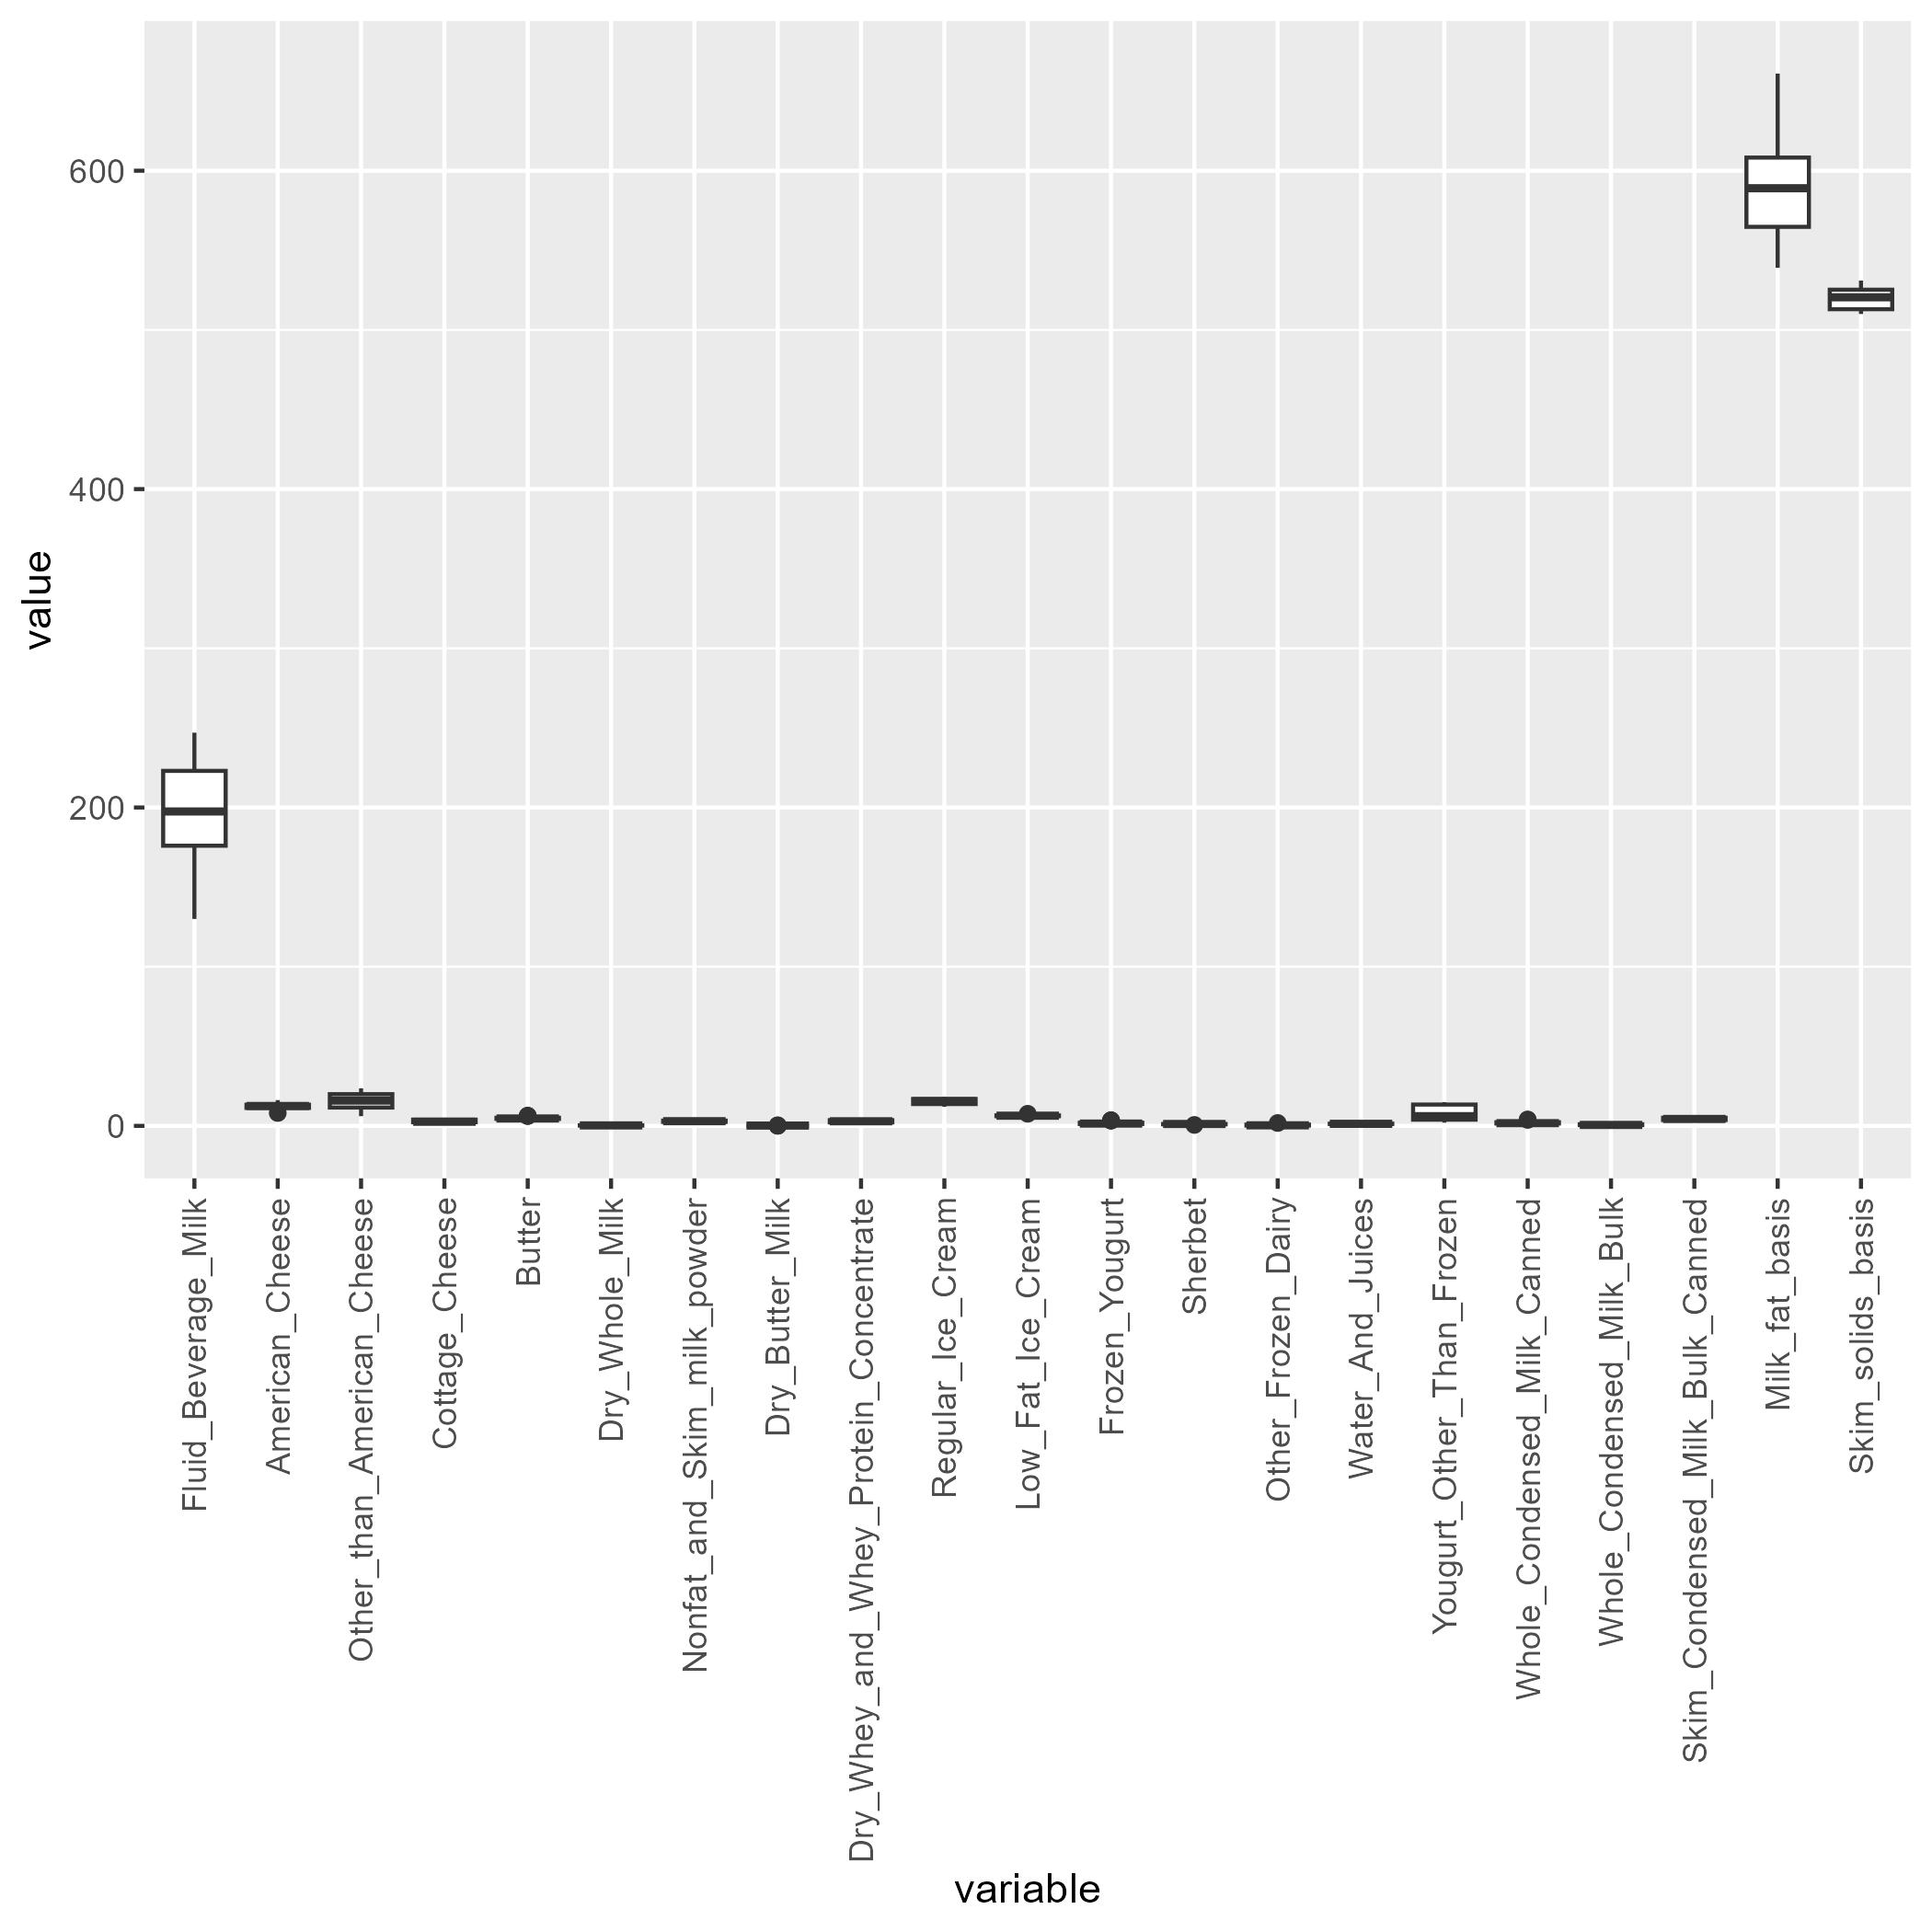 value
600
400
200
0
Fluid_Beverage_Milk
American_Cheese
Other_than_American_Cheese
Cottage_Cheese
Butter
Dry_Whole_Milk
Nonfat_and_Skim_milk_powder
Dry_Butter_Milk
Dry_Whey_and_Whey_Protein_Concentrate
Regular_Ice_Cream
Low_Fat_Ice_Cream
Frozen_Yougurt
Sherbet
Other_Frozen_Dairy
Water_And_Juices
Yougurt_Other_Than_Frozen
Whole_Condensed_Milk_Canned
Whole_Condensed_Milk_Bulk
Skim_Condensed_Milk_Bulk_Canned
Milk_fat_basis
Skim_solids_basis
variable